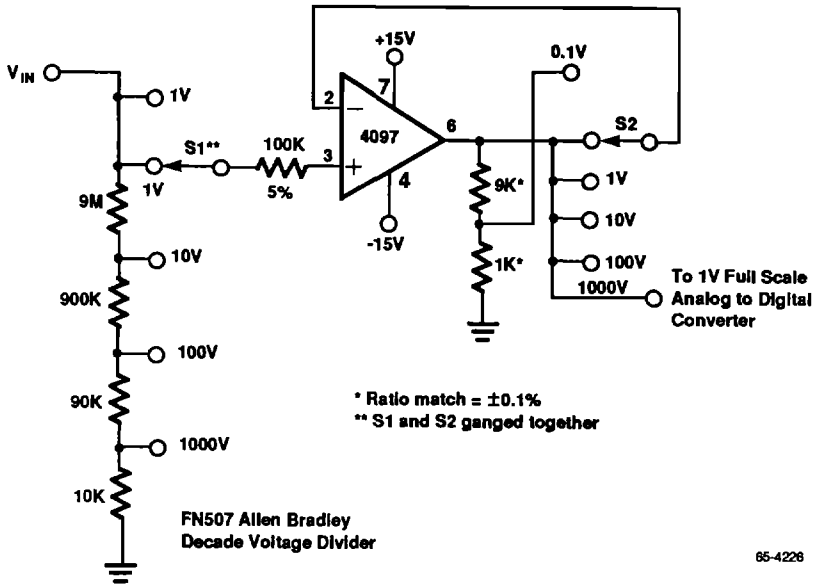 +15V
0.1V
V IN
1V
2
7
6
S2
4097
S1**
100K
3
1V
5%
4
9K*
1V
9M
-15V
10V
10V
1K*
100V
1000V
To 1V Full Scale
Analog to Digital
Converter
900K
100V
90K
* Ratio match = ±0.1%
** S1 and S2 ganged together
1000V
10K
FN507 Allen Bradley
Decade Voltage Divider
65-4226